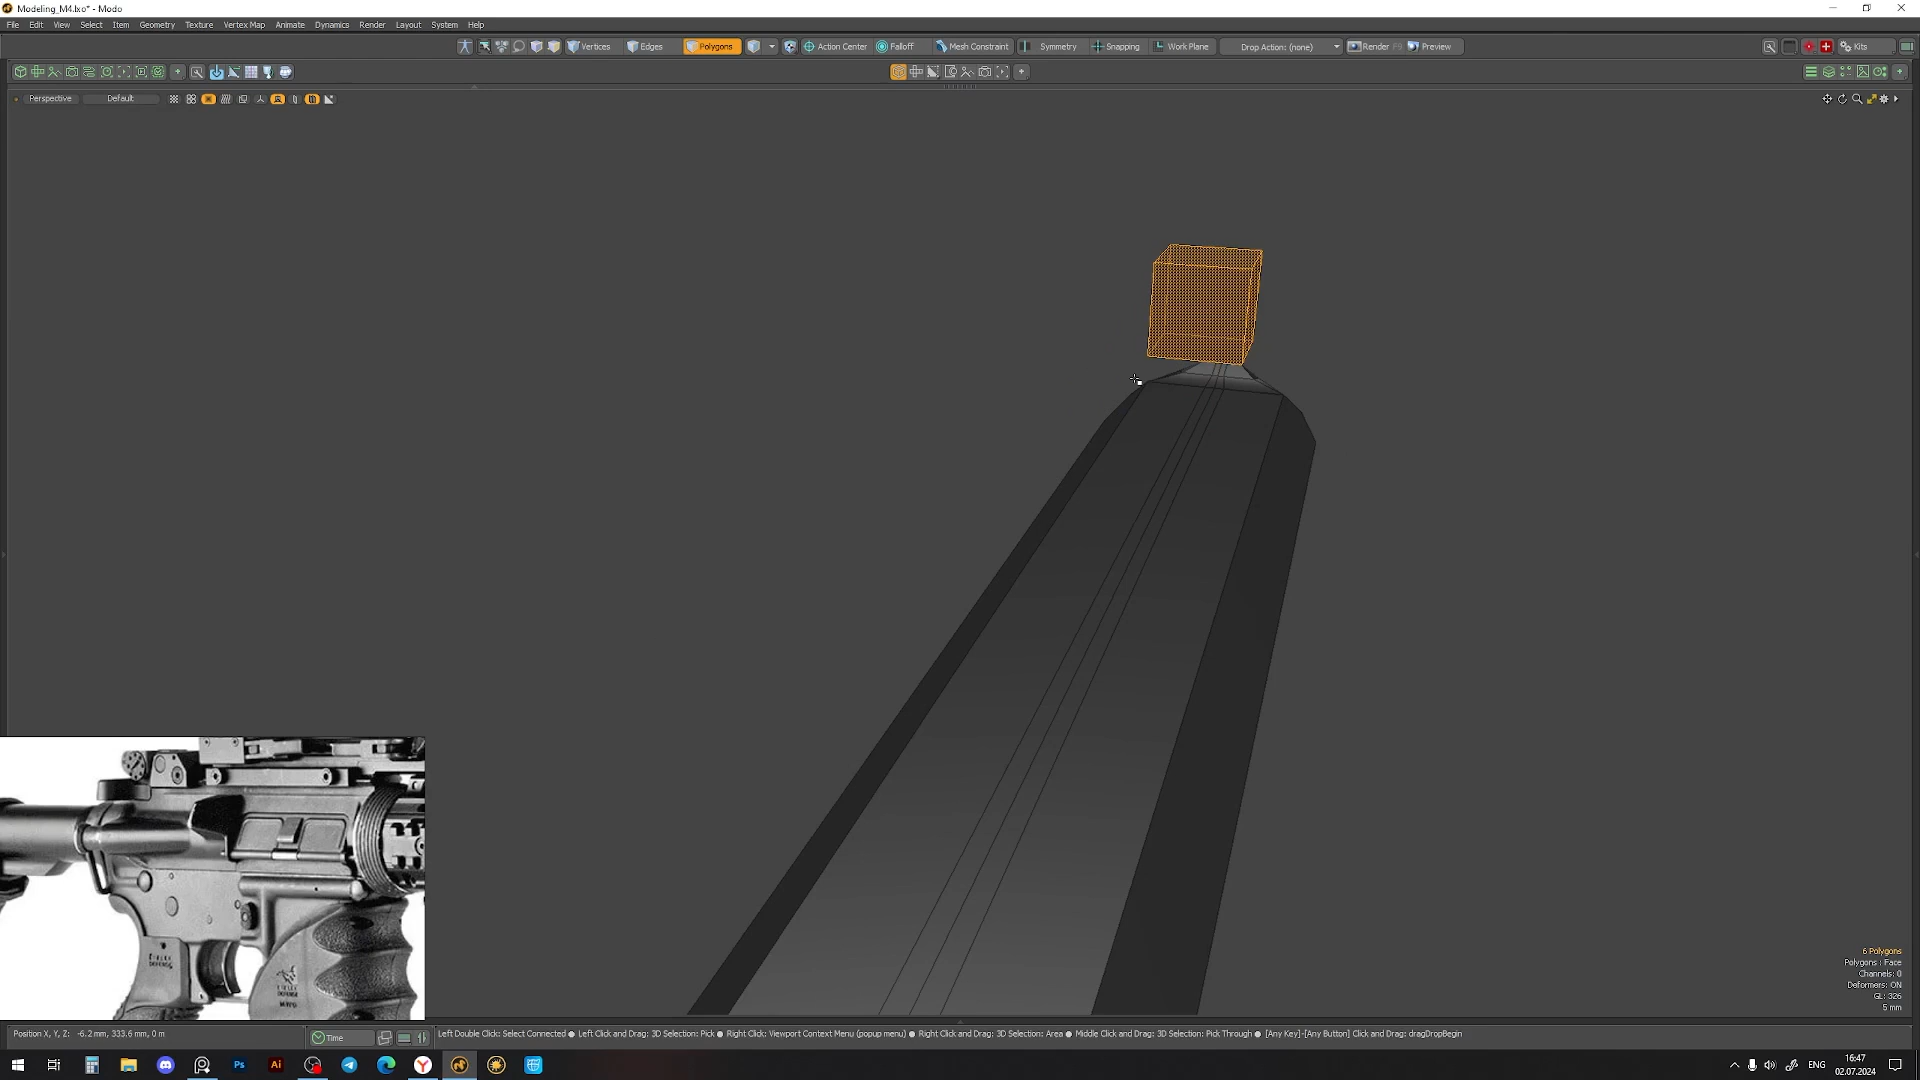 Modeling_M4.lxo* - Modo
File Edit View Select Item Geometry Texture Vertex Map Animate Dynamics Render Layout System Help
Vertices Edges Polygons Action Center Falloff Mesh Constraint Symmetry Snapping Work Plane Drop Action: (none) Render F9 Preview Kits
Perspective Default
6 Polygons
Polygons : Face
Channels: 0
Deformers: ON
GL: 326
5 mm
Position X, Y, Z: -6.2 mm, 333.6 mm, 0 m
Time
Left Double Click: Select Connected ● Left Click and Drag: 3D Selection: Pick ● Right Click: Viewport Context Menu (popup menu) ● Right Click and Drag: 3D Selection: Area ● Middle Click and Drag: 3D Selection: Pick Through ● [Any Key]-[Any Button] Click and Drag: dragDropBegin
Ps Ai
ENG
16:47
02.07.2024